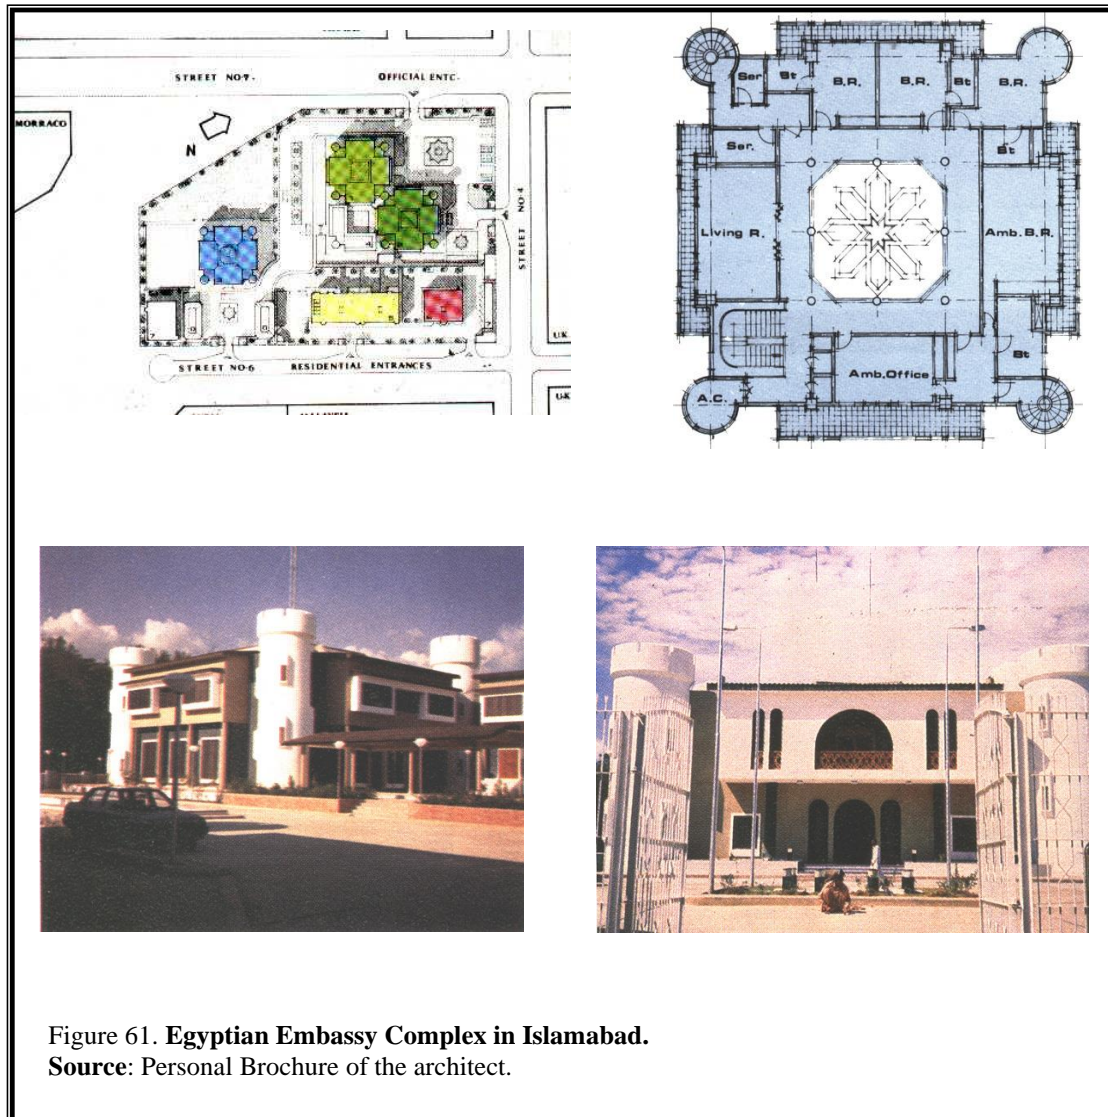 STREET NO·7·
OFFICIAL ENTC·
MORRACO
N
STREET NO·4
UK
STREET NO·6
RESIDENTIAL ENTRANCES
U·K
Ser
Bt
B.R.
B.R.
Bt
B.R.
Ser.
Bt
Living R.
Amb.B.R.
Bt
Amb.Office
A.C.
Figure 61. Egyptian Embassy Complex in Islamabad.
Source: Personal Brochure of the architect.